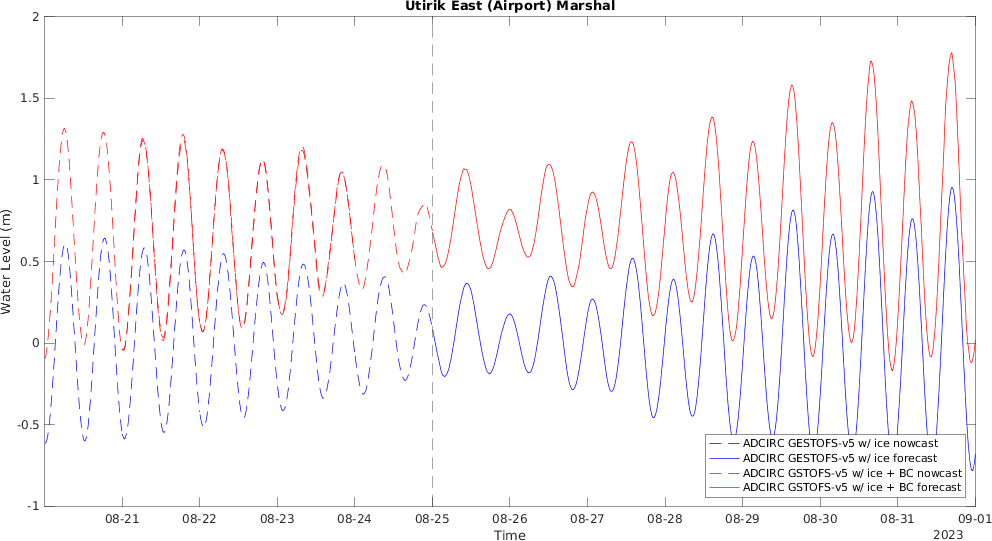 Utirik East (Airport) Marshal
2
1.5
1
0.5
0
-0.5
-1
Water Level (m)
08-21 08-22 08-23 08-24 08-25 08-26 08-27 08-28 08-29 08-30 08-31 09-01
Time
2023
ADCIRC GESTOFS-v5 w/ ice nowcast
ADCIRC GESTOFS-v5 w/ ice forecast
ADCIRC GSTOFS-v5 w/ ice + BC nowcast
ADCIRC GSTOFS-v5 w/ ice + BC forecast